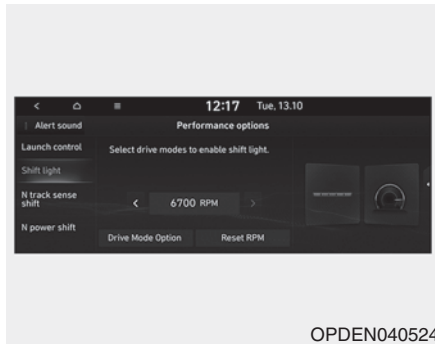 12:17 Tue, 13.10
Alert sound
Performance options
Launch control
Select drive modes to enable shift light.
Shift light
N track sense
shift
6700 RPM
N power shift
Drive Mode Option
Reset RPM
OPDEN040524